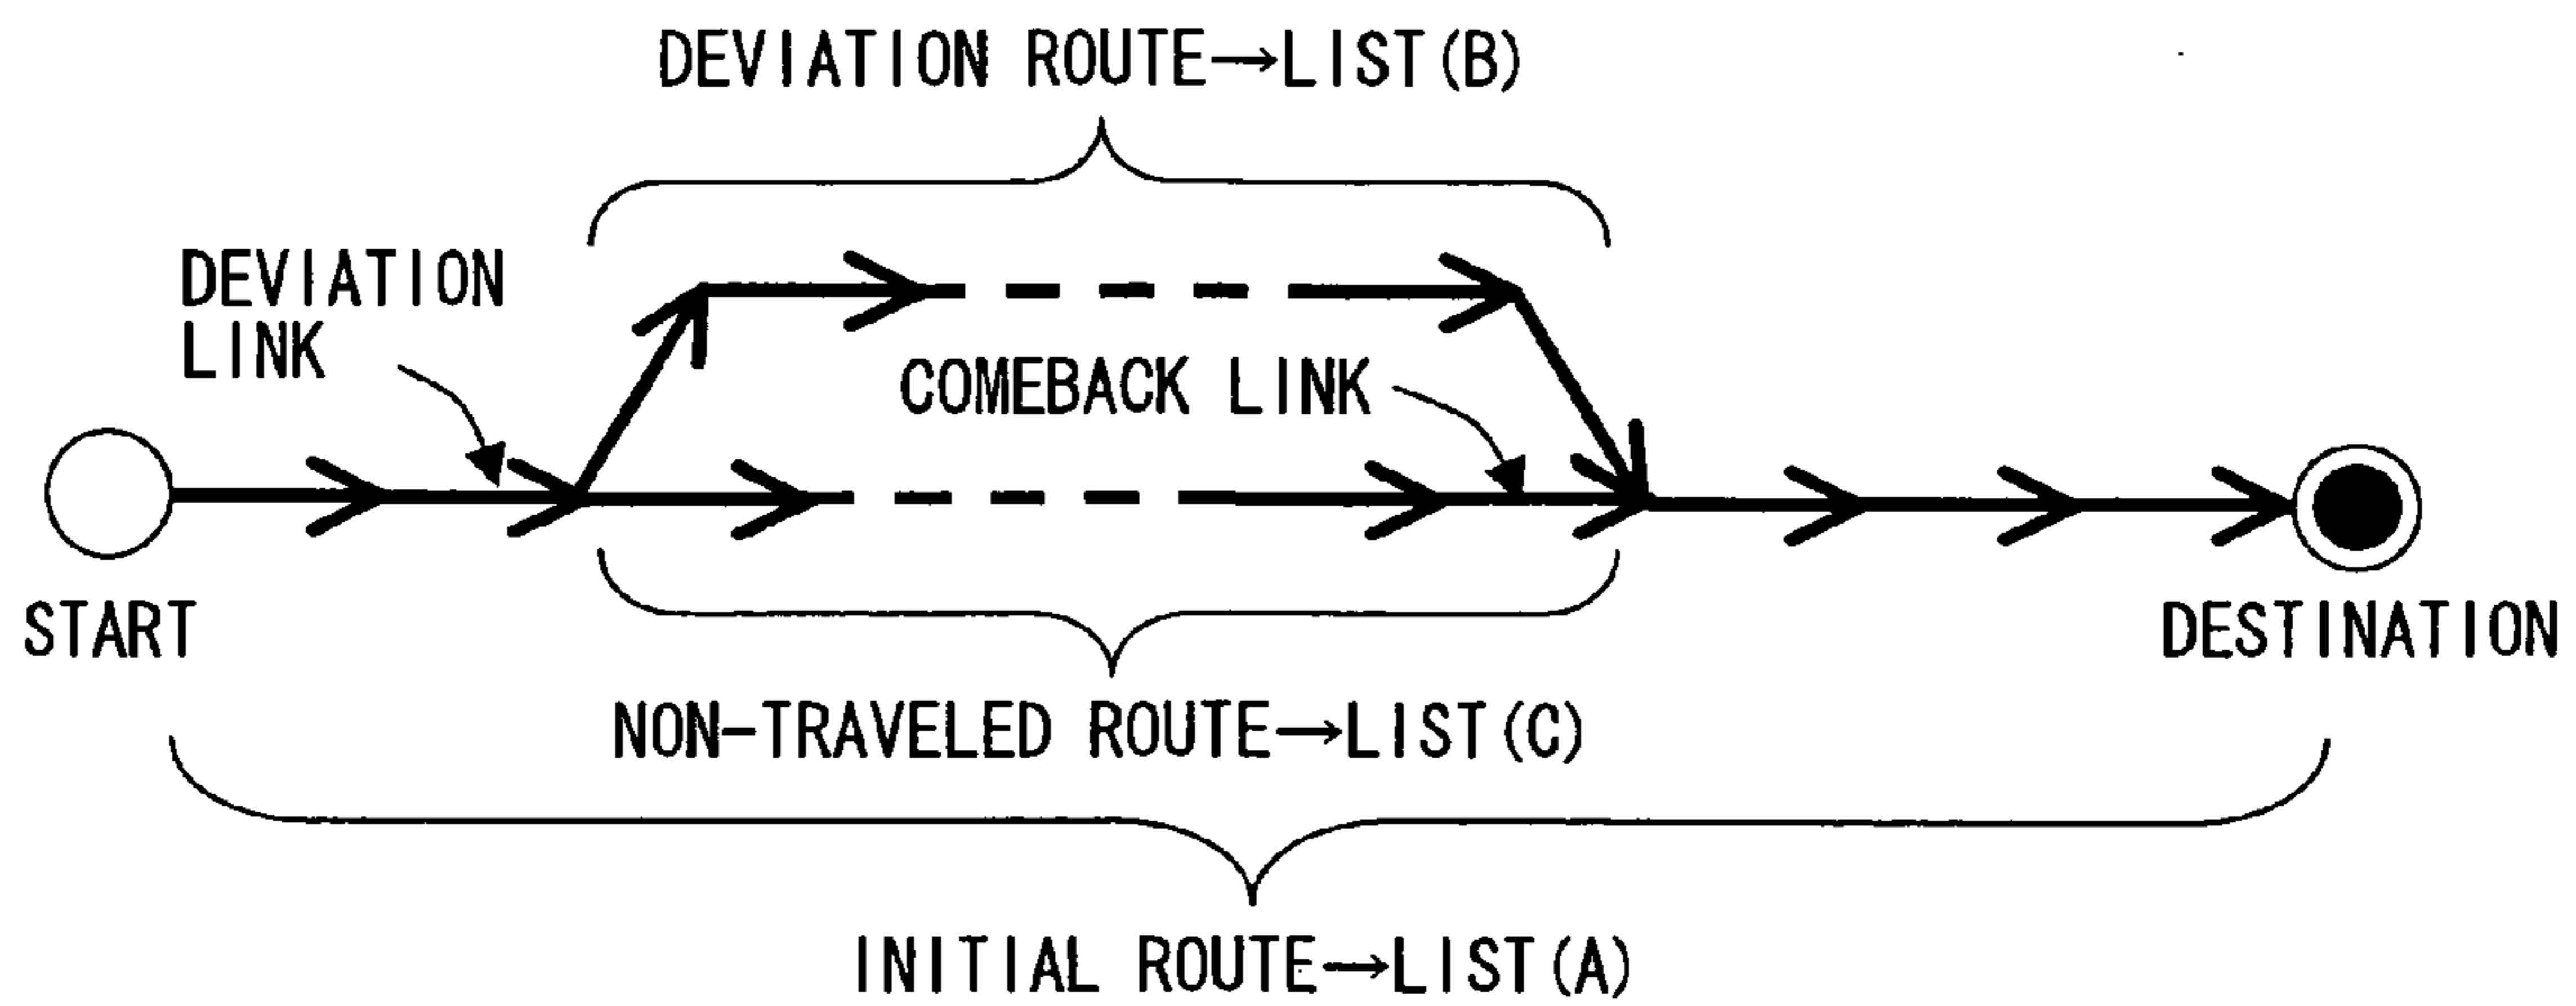 DEVIATION ROUTE→LIST(B)
DEVIATION
LINK
COMEBACK LINK
START
DESTINATION
NON-TRAVELED ROUTE→LIST(C)
INITIAL ROUTE→LIST(A)